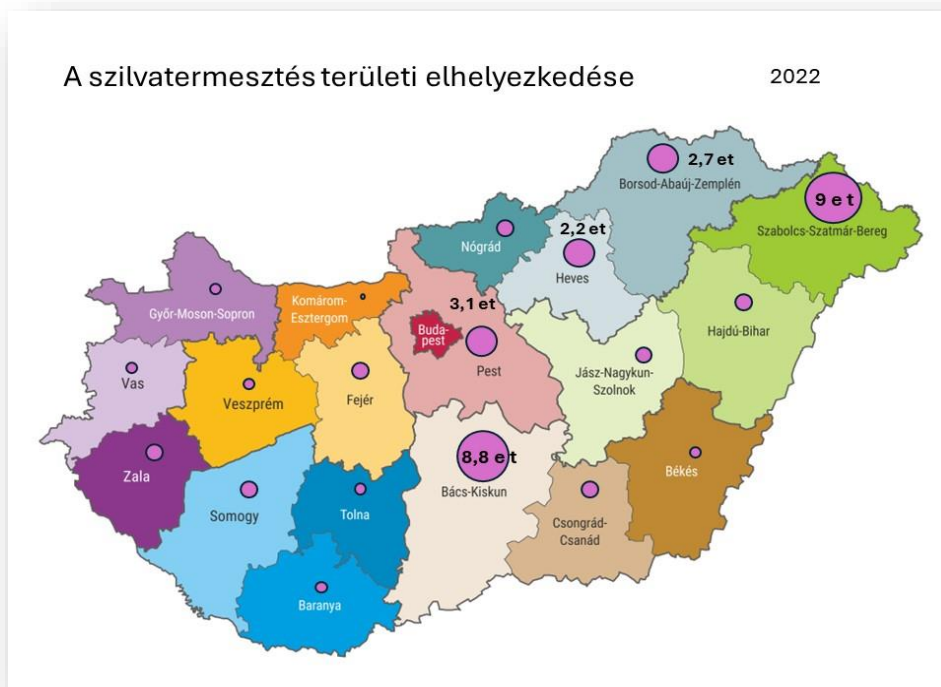 A szilvatermesztés területi elhelyezkedése
2022
2,7 et
Borsod-Abaúj-Zemplén
9 e t
Szabolcs-Szatmár-Bereg
Nógrád
2,2 et
Heves
Győr-Moson-Sopron
Komárom-
Esztergom
3,1 et
Buda-
pest
Pest
Hajdú-Bihar
Jász-Nagykun-
Szolnok
Vas
Veszprém
Fejér
Zala
Somogy
Tolna
8,8 et
Bács-Kiskun
Békés
Csongrád-
Csanád
Baranya